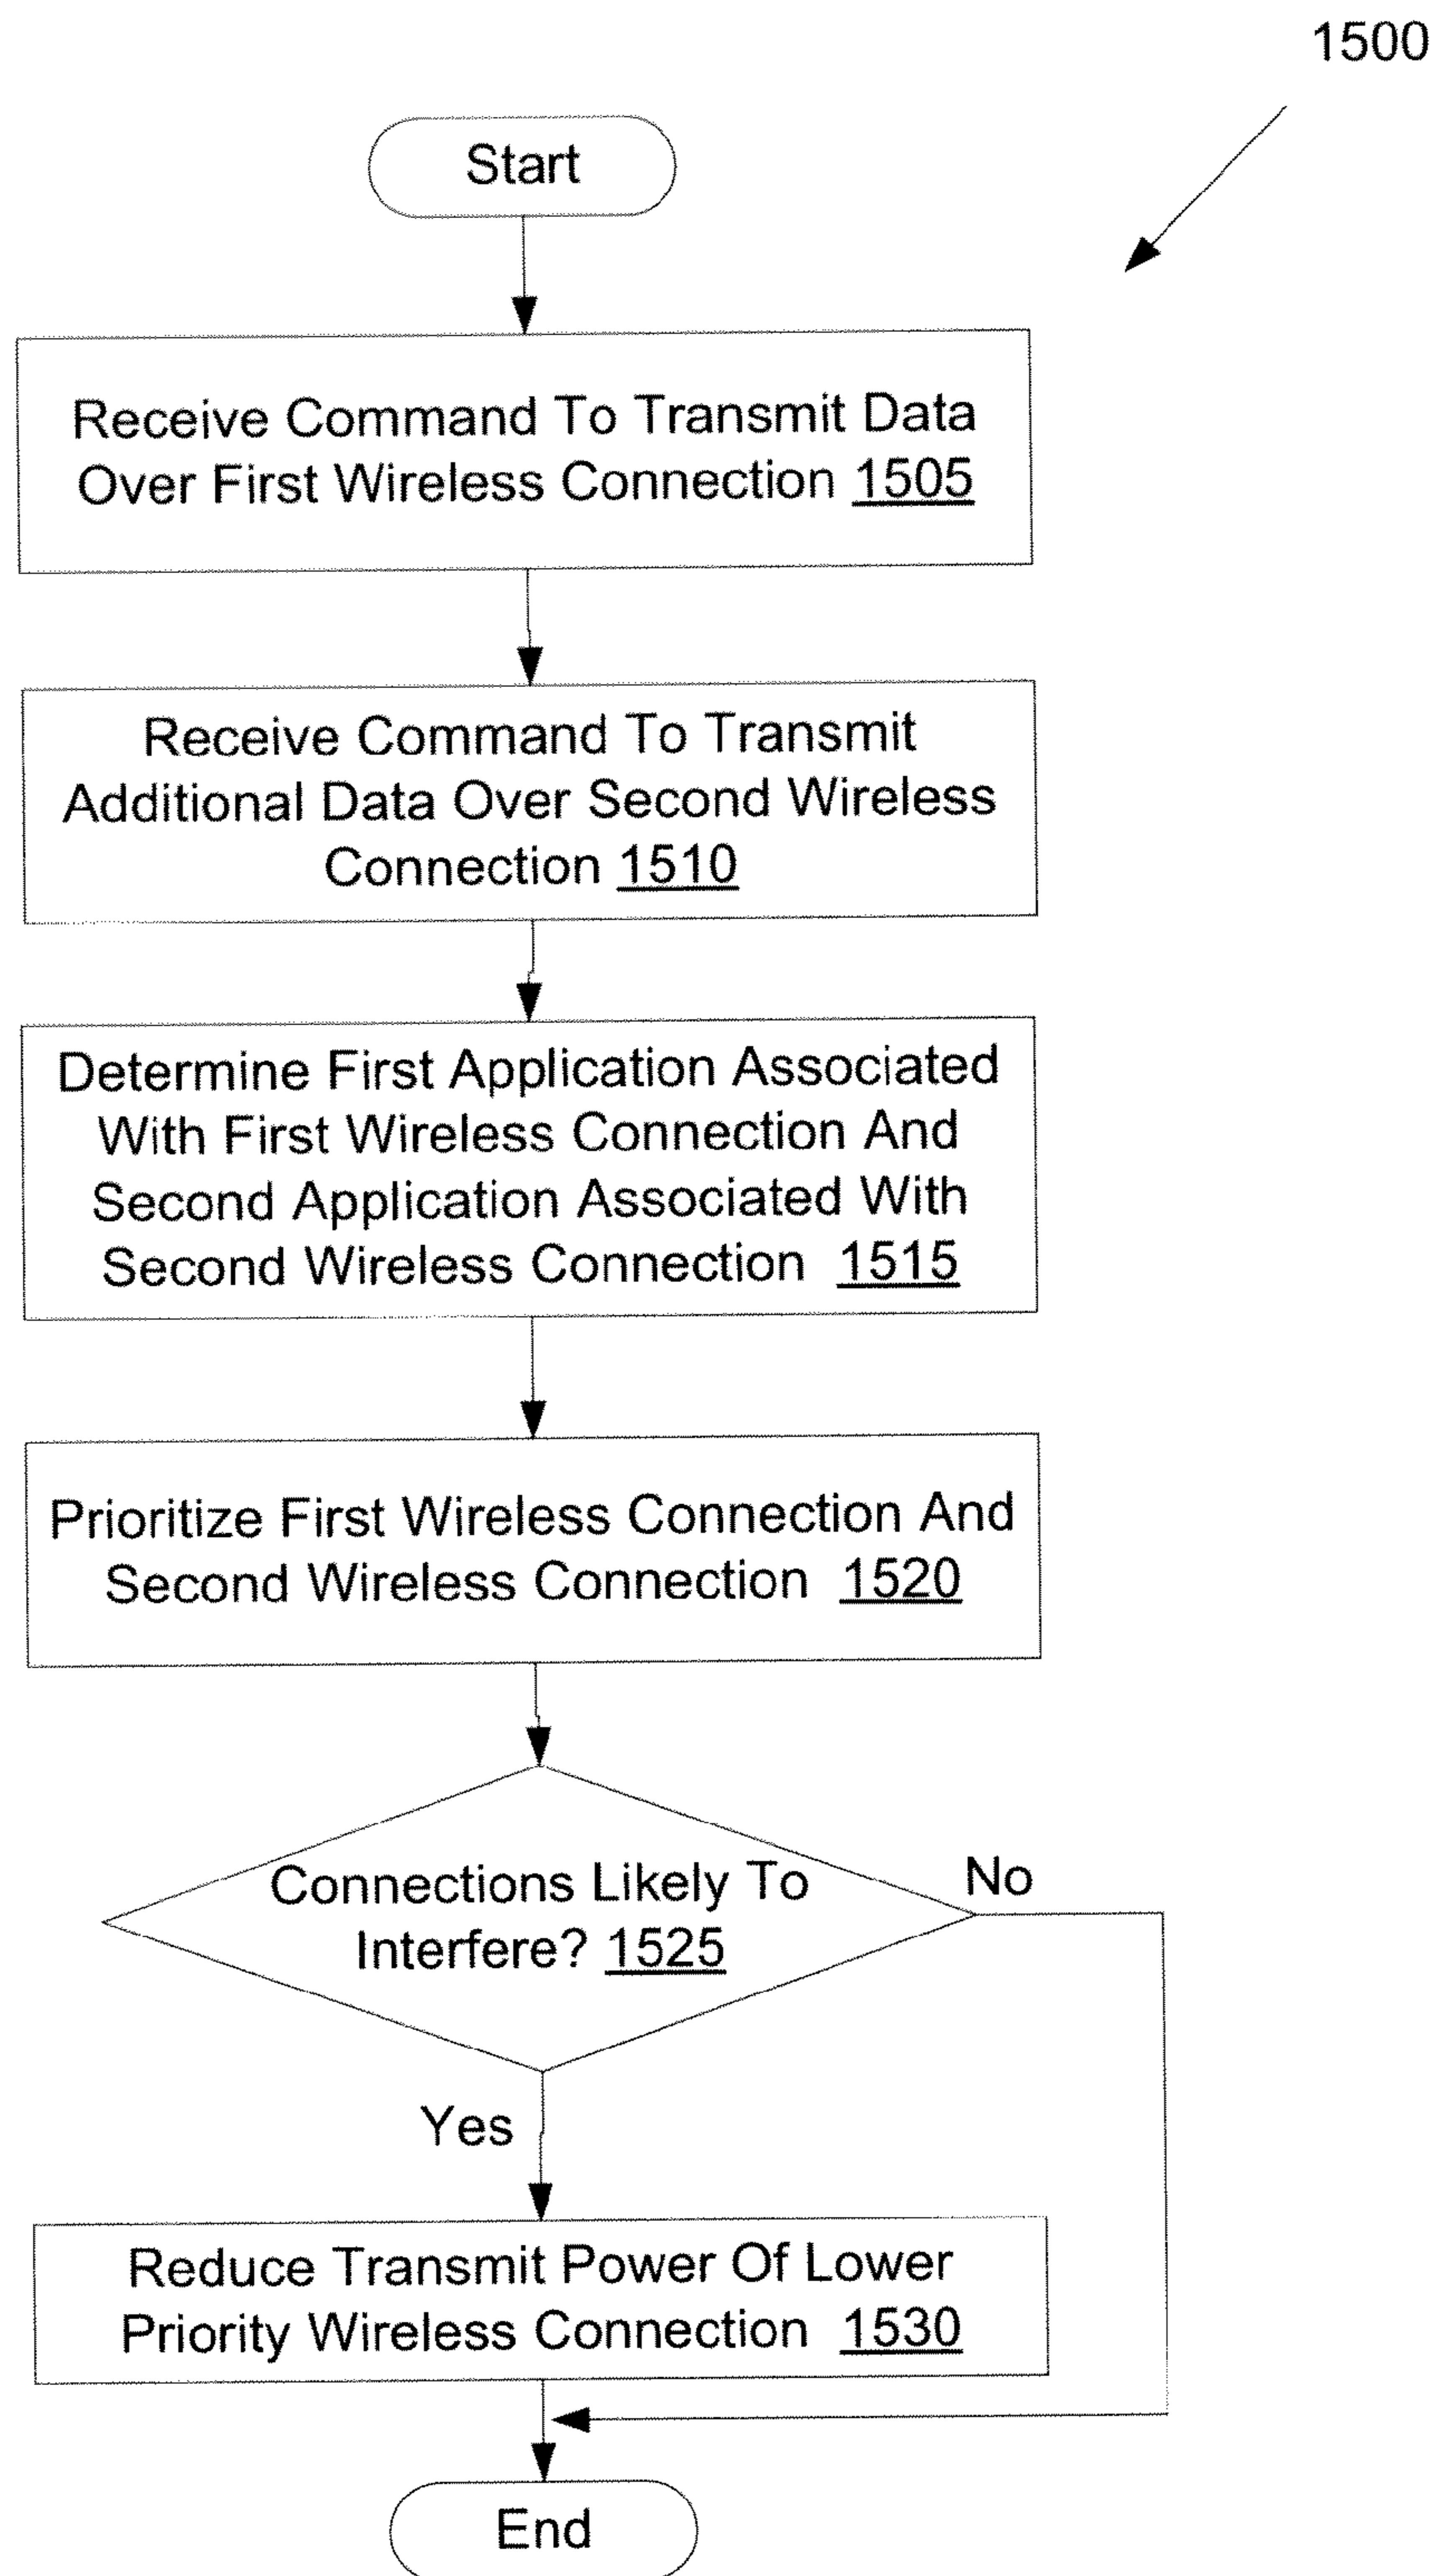 1500
Start
Receive Command To Transmit Data
Over First Wireless Connection 1505
Receive Command To Transmit
Additional Data Over Second Wireless
Connection 1510
Determine First Application Associated
With First Wireless Connection And
Second Application Associated With
Second Wireless Connection 1515
Prioritize First Wireless Connection And
Second Wireless Connection 1520
Connections Likely To
Interfere? 1525
No
Yes
Reduce Transmit Power Of Lower
Priority Wireless Connection 1530
End